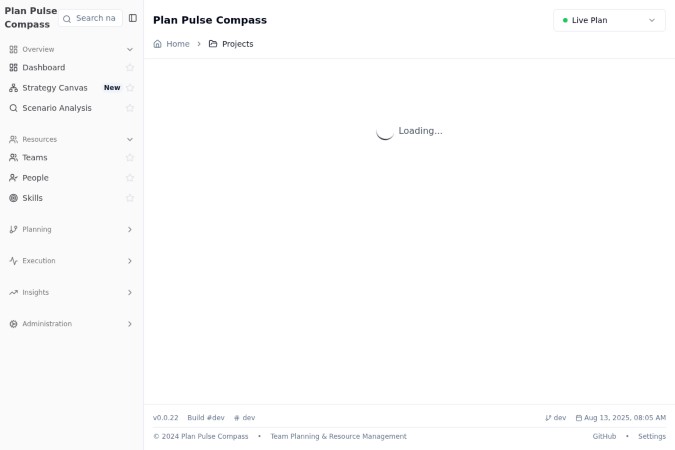 Plan Pulse Compass
Search na
Overview
Dashboard
Strategy Canvas New
Scenario Analysis
Resources
Teams
People
Skills
Planning
Execution
Insights
Administration
Plan Pulse Compass
Live Plan
Home > Projects
Loading...
v0.0.22 Build #dev # dev
dev Aug 13, 2025, 08:05 AM
© 2024 Plan Pulse Compass • Team Planning & Resource Management
GitHub • Settings